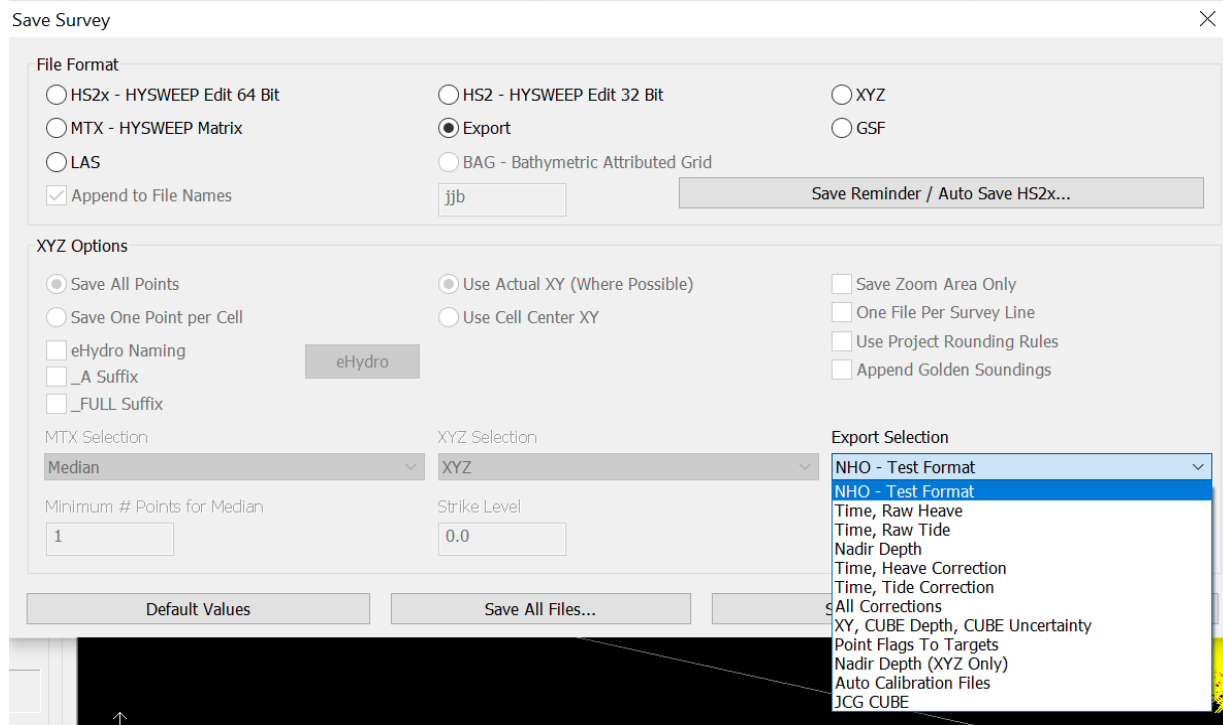 Save Survey
File Format
HS2x - HYSWEEP Edit 64 Bit
HS2 - HYSWEEP Edit 32 Bit
XYZ
MTX - HYSWEEP Matrix
Export
GSF
LAS
BAG - Bathymetric Attributed Grid
Append to File Names
jjb
Save Reminder / Auto Save HS2x...
XYZ Options
Save All Points
Use Actual XY (Where Possible)
Save Zoom Area Only
Save One Point per Cell
Use Cell Center XY
One File Per Survey Line
eHydro Naming
eHydro
Use Project Rounding Rules
_A Suffix
Append Golden Soundings
_FULL Suffix
MTX Selection
XYZ Selection
Export Selection
Median
XYZ
NHO - Test Format
Minimum # Points for Median
Strike Level
1
0.0
NHO - Test Format
Time, Raw Heave
Time, Raw Tide
Nadir Depth
Time, Heave Correction
Time, Tide Correction
All Corrections
XY, CUBE Depth, CUBE Uncertainty
Point Flags To Targets
Nadir Depth (XYZ Only)
Auto Calibration Files
JCG CUBE
Default Values
Save All Files...